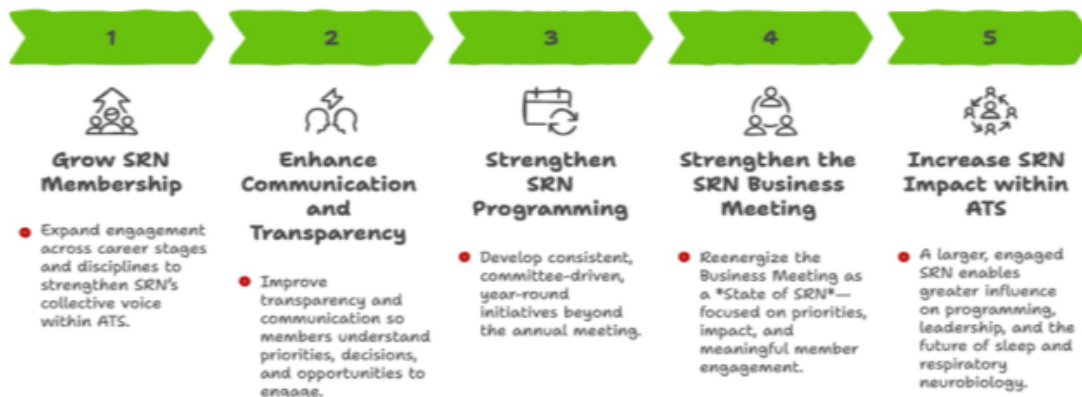 1
2
3
4
5
Grow SRN
Membership
Expand engagement
across career stages
and disciplines to
strengthen SRN's
collective voice
within ATS.
Enhance
Communication
and
Transparency
Improve
transparency and
communication so
members understand
priorities, decisions,
and opportunities to
engage.
Strengthen
SRN
Programming
Develop consistent,
committee-driven,
year-round
initiatives beyond
the annual meeting.
Strengthen the
SRN Business
Meeting
Reenergize the
Business Meeting as
a *State of SRN*—
focused on priorities,
impact, and
meaningful member
engagement.
Increase SRN
Impact within
ATS
A larger, engaged
SRN enables
greater influence
on programming,
leadership, and the
future of sleep and
respiratory
neurobiology.